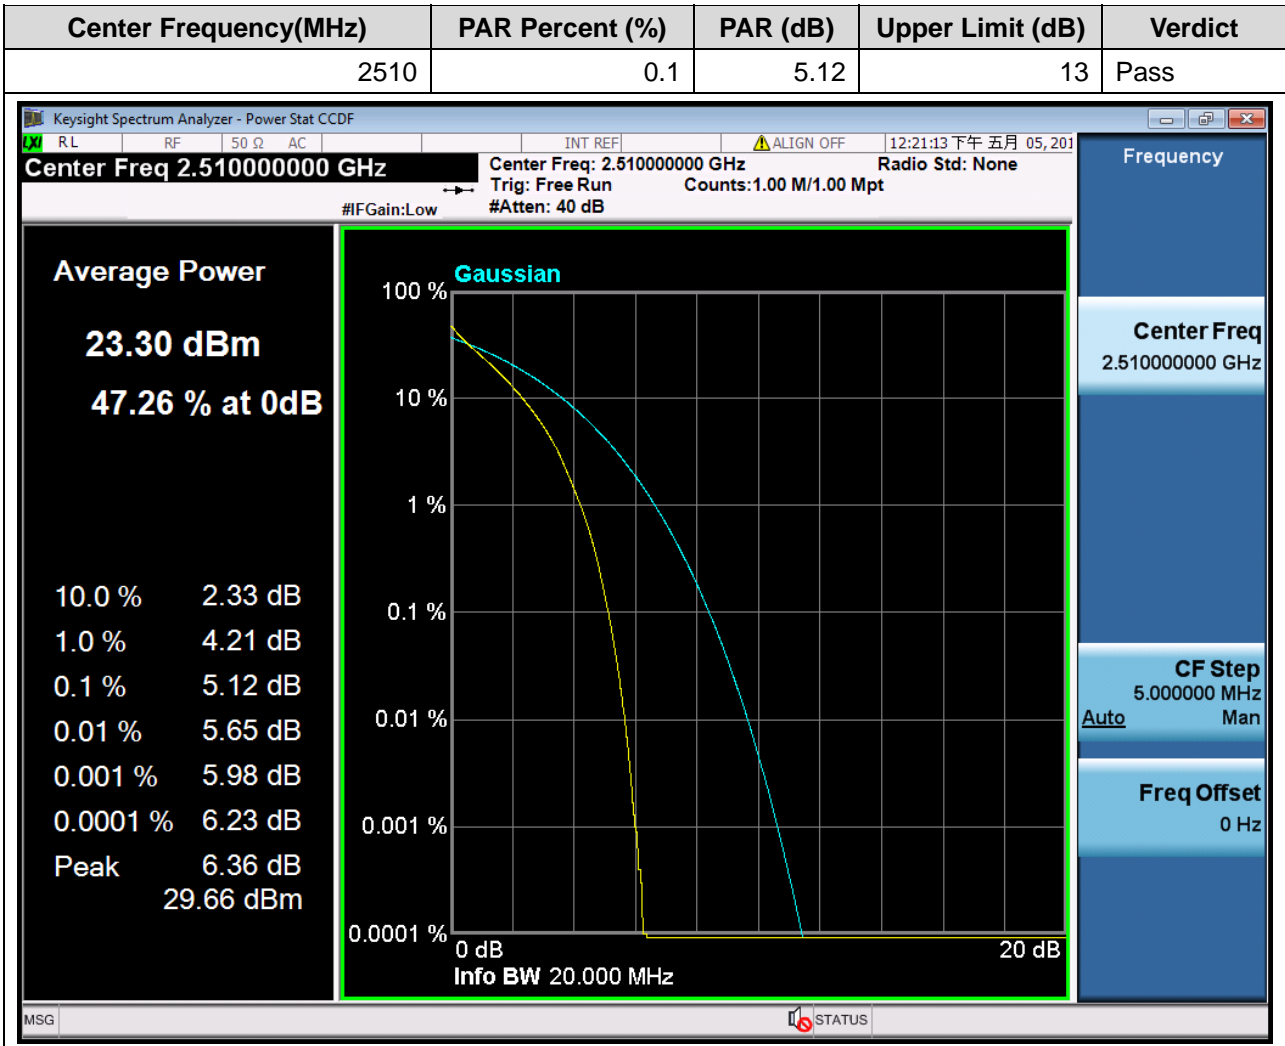 Center Frequency(MHz) PAR Percent (%) PAR (dB) Upper Limit (dB) Verdict
2510 0.1 5.12 13 Pass
Keysight Spectrum Analyzer - Power Stat CCDF
LXI RL RF 50 Ω AC INT REF ALIGN OFF 12:21:13 下午 五月 05, 201
Center Freq 2.510000000 GHz
Center Freq: 2.510000000 GHz Radio Std: None
Trig: Free Run Counts:1.00 M/1.00 Mpt
#IFGain:Low #Atten: 40 dB
Average Power
23.30 dBm
47.26 % at 0dB
10.0 % 2.33 dB
1.0 % 4.21 dB
0.1 % 5.12 dB
0.01 % 5.65 dB
0.001 % 5.98 dB
0.0001 % 6.23 dB
Peak 6.36 dB
29.66 dBm
Gaussian
100 %
10 %
1 %
0.1 %
0.01 %
0.001 %
0.0001 %
0 dB 20 dB
Info BW 20.000 MHz
Frequency
Center Freq
2.510000000 GHz
CF Step
5.000000 MHz
Auto Man
Freq Offset
0 Hz
MSG STATUS